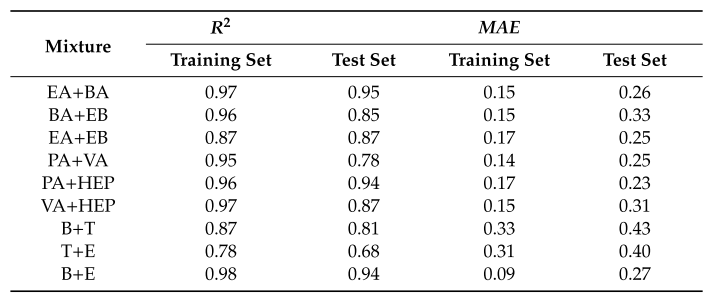 Mixture R² MAE
Training Set Test Set Training Set Test Set
EA+BA 0.97 0.95 0.15 0.26
BA+EB 0.96 0.85 0.15 0.33
EA+EB 0.87 0.87 0.17 0.25
PA+VA 0.95 0.78 0.14 0.25
PA+HEP 0.96 0.94 0.17 0.23
VA+HEP 0.97 0.87 0.15 0.31
B+T 0.87 0.81 0.33 0.43
T+E 0.78 0.68 0.31 0.40
B+E 0.98 0.94 0.09 0.27